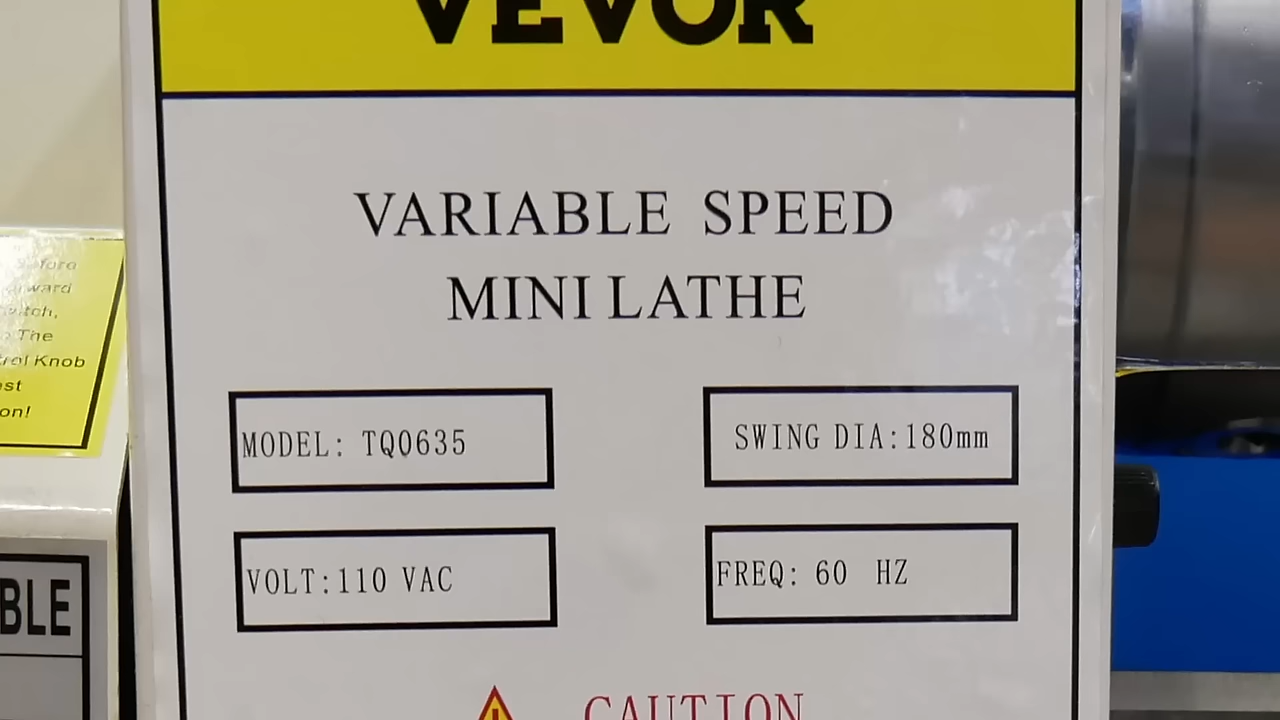 VEVOR
VARIABLE SPEED
MINI LATHE
MODEL: TQ0635
SWING DIA:180mm
VOLT:110 VAC
FREQ: 60 HZ
CAUTION
The
Knob
BLE